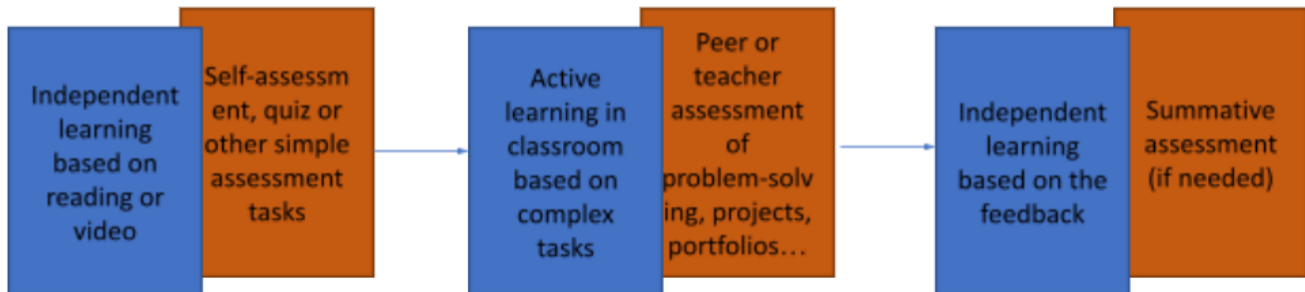 Independent
learning
based on
reading or
video
Self-assessm
ent, quiz or
other simple
assessment
tasks
Active
learning in
classroom
based on
complex
tasks
Peer or
teacher
assessment
of
problem-solv
ing, projects,
portfolios…
Independent
learning
based on the
feedback
Summative
assessment
(if needed)